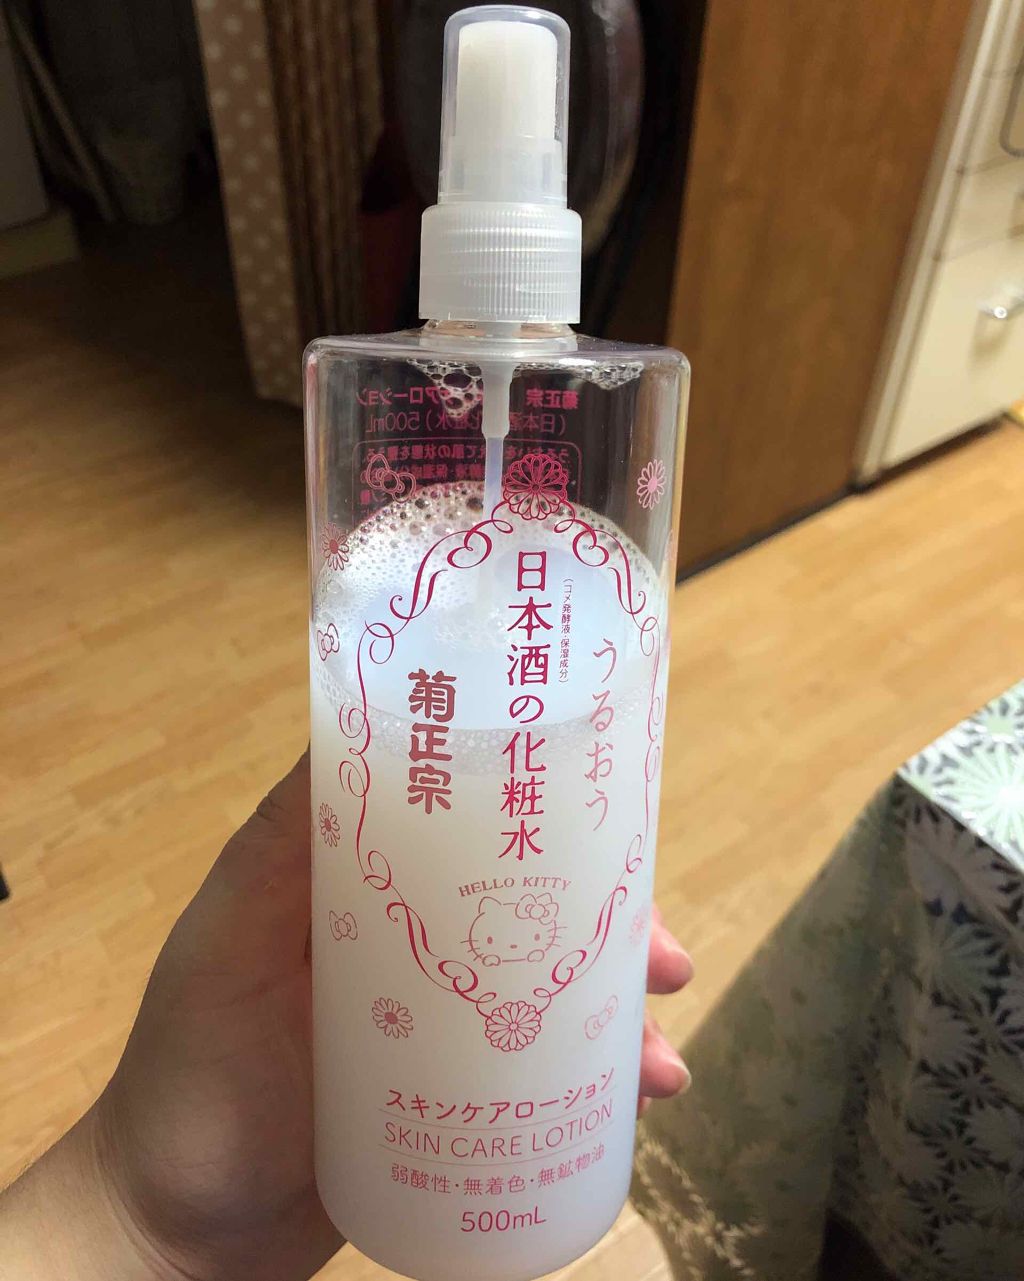 うるおう
日本酒の化粧水
(コメ発酵液・保湿成分)
菊正宗
HELLO KITTY
スキンケアローション
SKIN CARE LOTION
弱酸性・無着色・無鉱物油
500mL